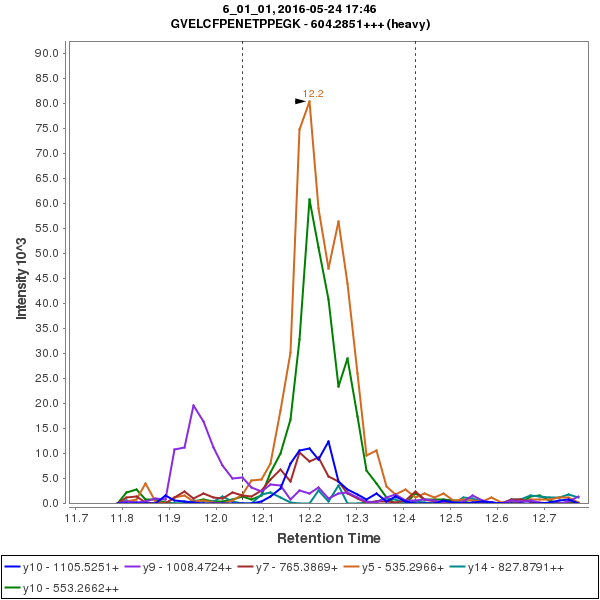 6_01_01, 2016-05-24 17:46
GVELCFPENETPPEGK - 604.2851+++ (heavy)
90.0
85.0
80.0
75.0
70.0
65.0
60.0
55.0
50.0
45.0
40.0
35.0
30.0
25.0
20.0
15.0
10.0
5.0
0.0
Intensity 10^3
12.2
11.7 11.8 11.9 12.0 12.1 12.2 12.3 12.4 12.5 12.6 12.7
Retention Time
y10 - 1105.5251+ y9 - 1008.4724+ y7 - 765.3869+ y5 - 535.2966+ y14 - 827.8791++
y10 - 553.2662++